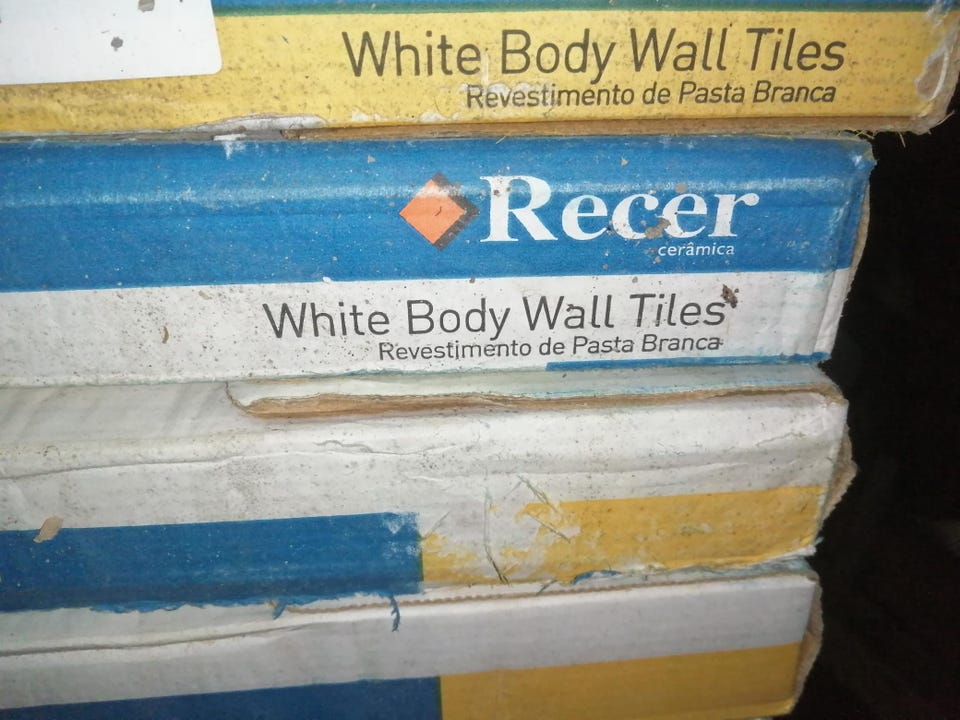 White Body Wall Tiles
Revestimento de Pasta Branca
Recer
cerâmica
White Body Wall Tiles
Revestimento de Pasta Branca